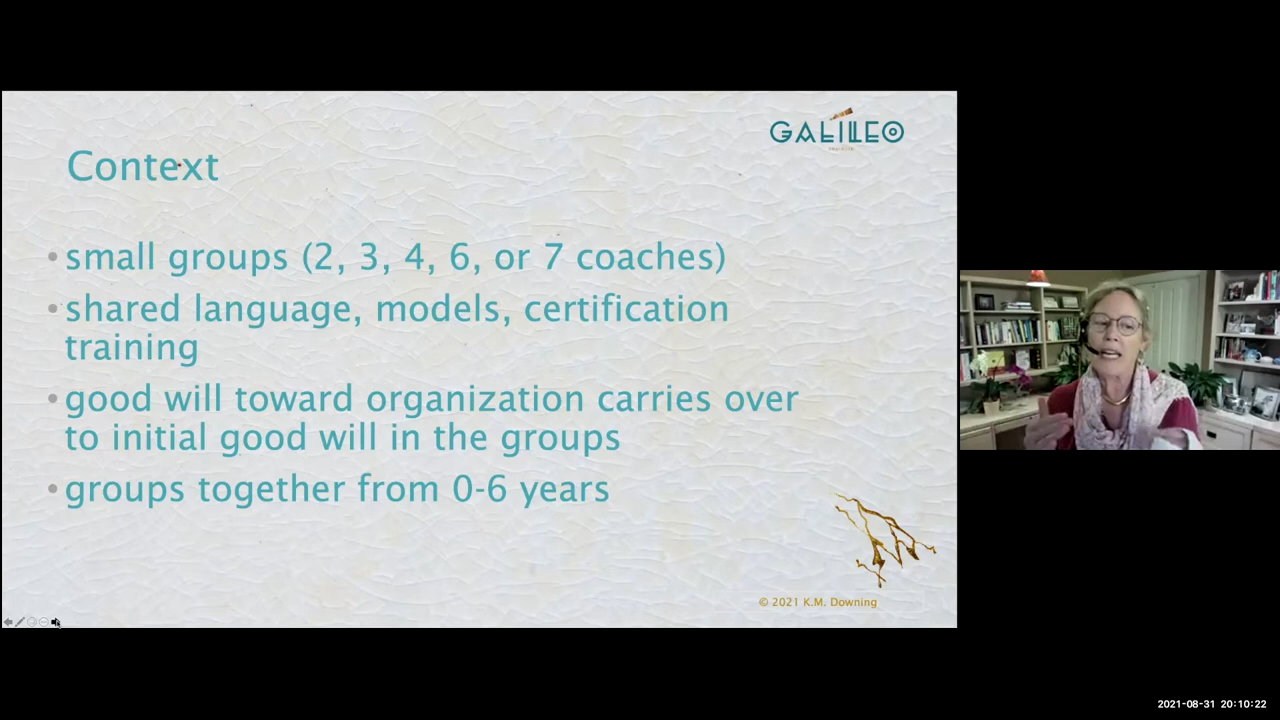 GALILEO
Context
small groups (2, 3, 4, 6, or 7 coaches)
shared language, models, certification
training
good will toward organization carries over
to initial good will in the groups
groups together from 0-6 years
© 2021 K.M. Downing
2021-08-31 20:10:22